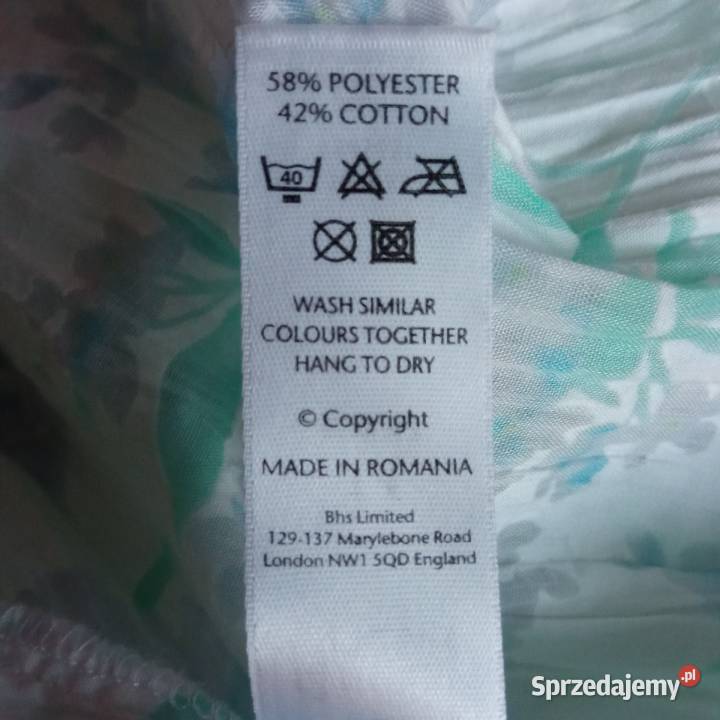 58% POLYESTER
42% COTTON
40
WASH SIMILAR
COLOURS TOGETHER
HANG TO DRY
© Copyright
MADE IN ROMANIA
Bhs Limited
129-137 Marylebone Road
London NW1 5QD England
Sprzedajemy.pl